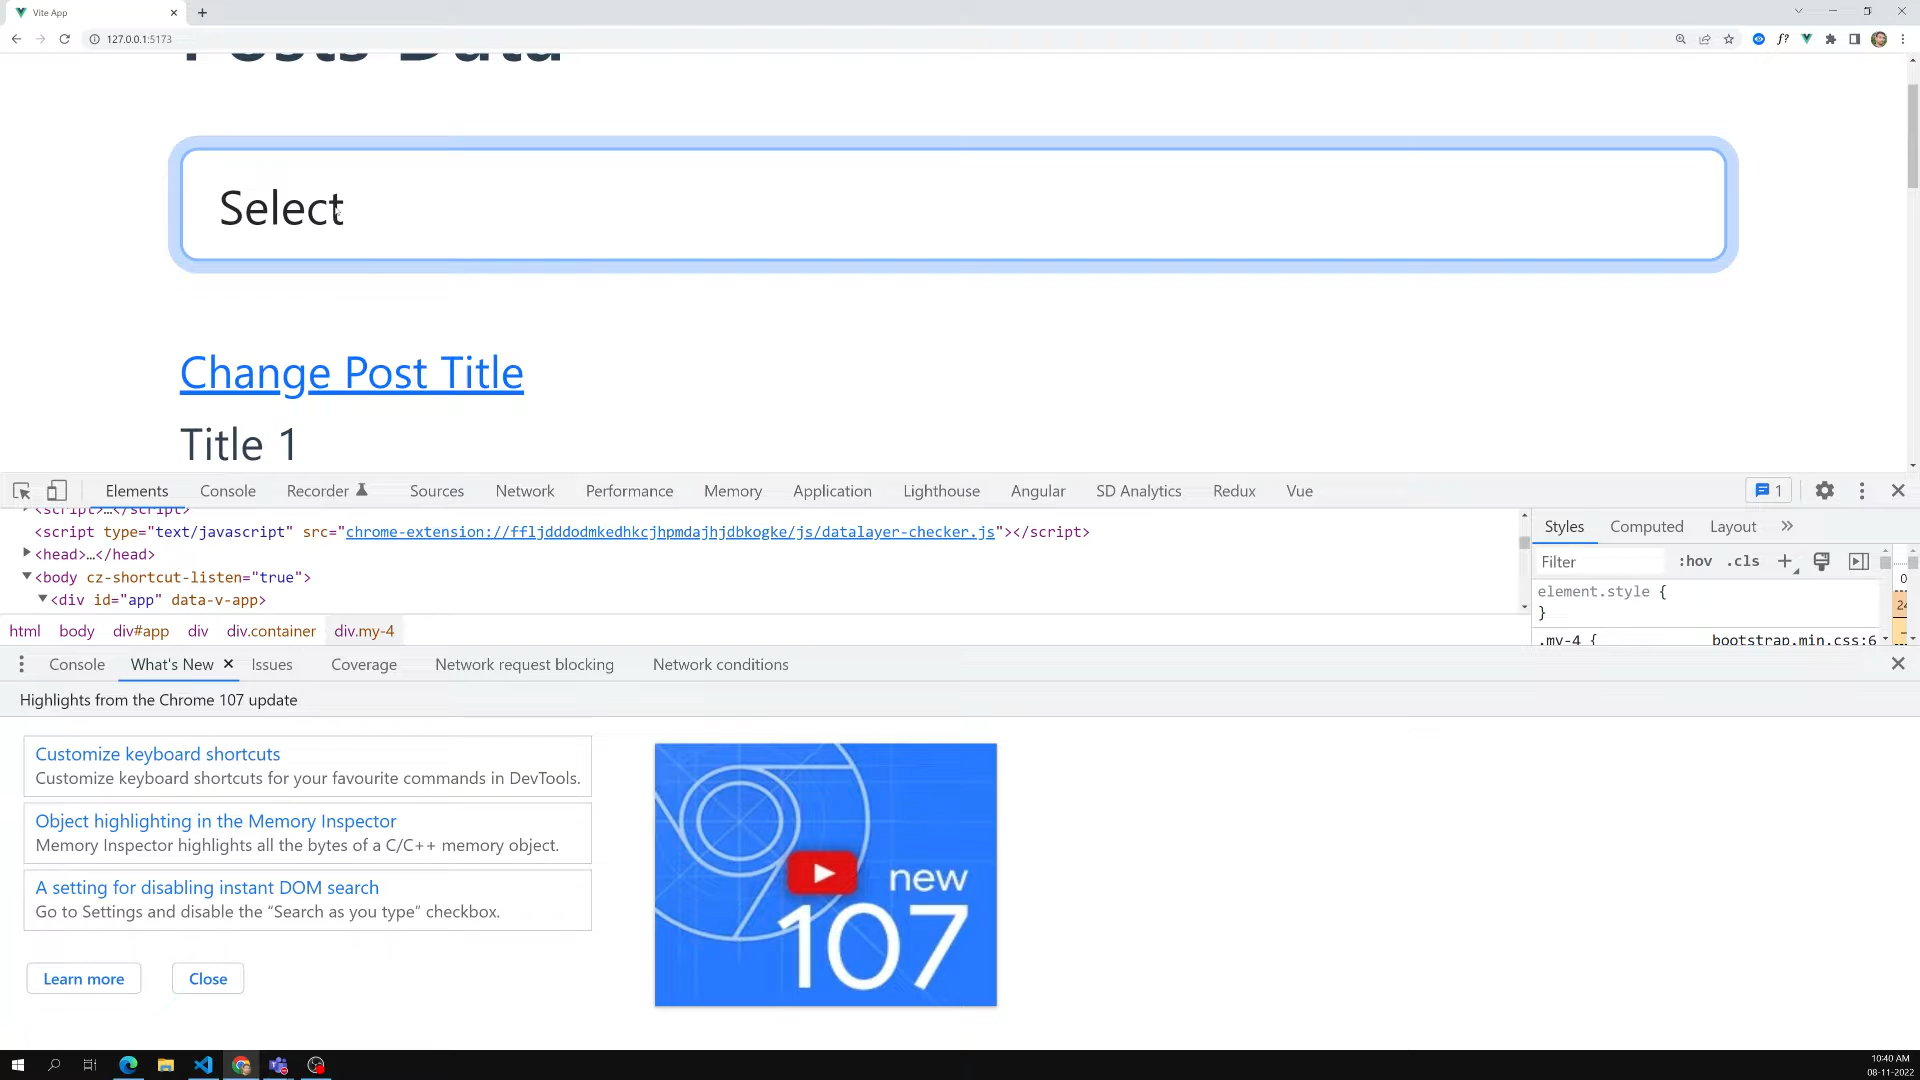 Vite App
127.0.0.1:5173
f?
Posts Data
Select
Change Post Title
Title 1
Elements Console Recorder Sources Network Performance Memory Application Lighthouse Angular SD Analytics Redux Vue 1
<script>…</script>
<script type="text/javascript" src="chrome-extension://ffljdddodmkedhkcjhpmdajhjdbkogke/js/datalayer-checker.js"></script>
<head>…</head>
<body cz-shortcut-listen="true">
<div id="app" data-v-app>
html body div#app div div.container div.my-4
Styles Computed Layout
Filter :hov .cls
element.style {
}
.my-4 { bootstrap.min.css:6
0
24
Console What's New Issues Coverage Network request blocking Network conditions
Highlights from the Chrome 107 update
Customize keyboard shortcuts
Customize keyboard shortcuts for your favourite commands in DevTools.
Object highlighting in the Memory Inspector
Memory Inspector highlights all the bytes of a C/C++ memory object.
A setting for disabling instant DOM search
Go to Settings and disable the “Search as you type” checkbox.
Learn more Close
new
107
10:40 AM
08-11-2022